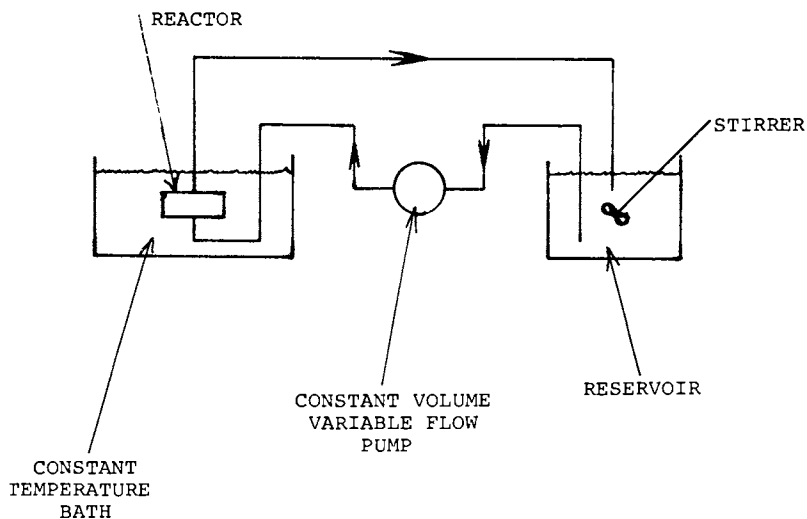 REACTOR
STIRRER
RESERVOIR
CONSTANT VOLUME
VARIABLE FLOW
PUMP
CONSTANT
TEMPERATURE
BATH